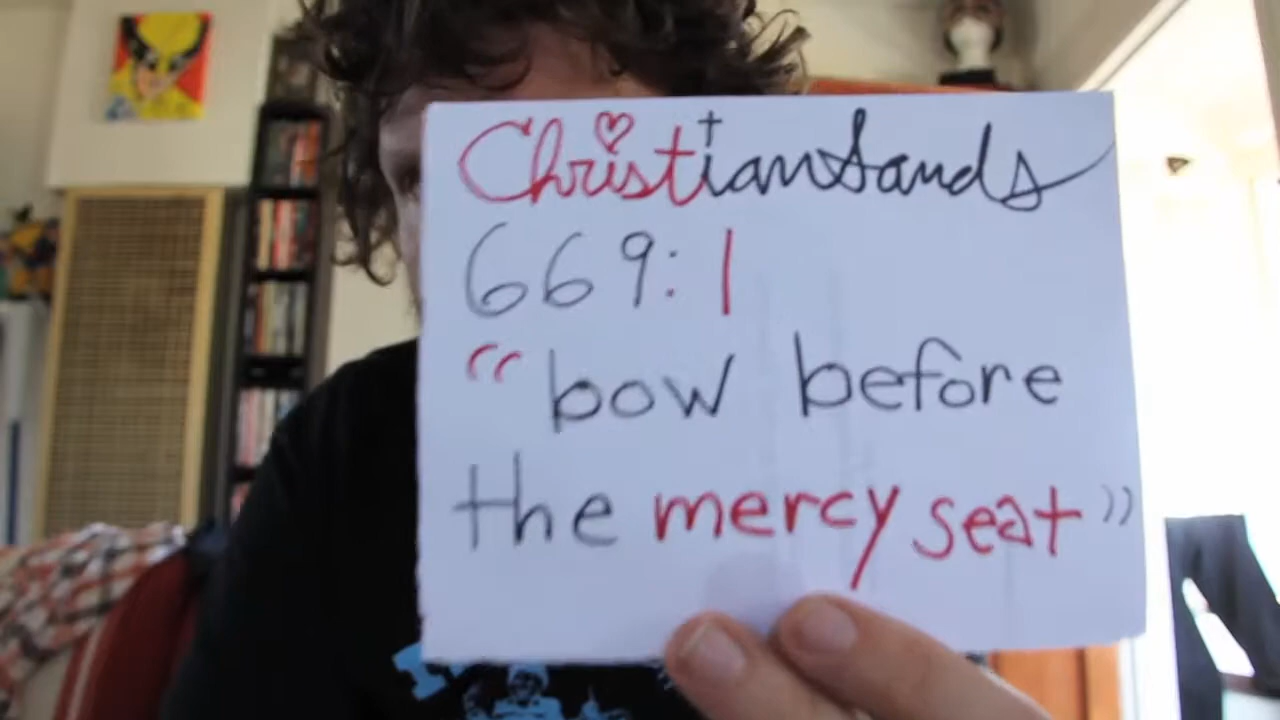 ChristianSands
669:1
“bow before
the mercy seat”